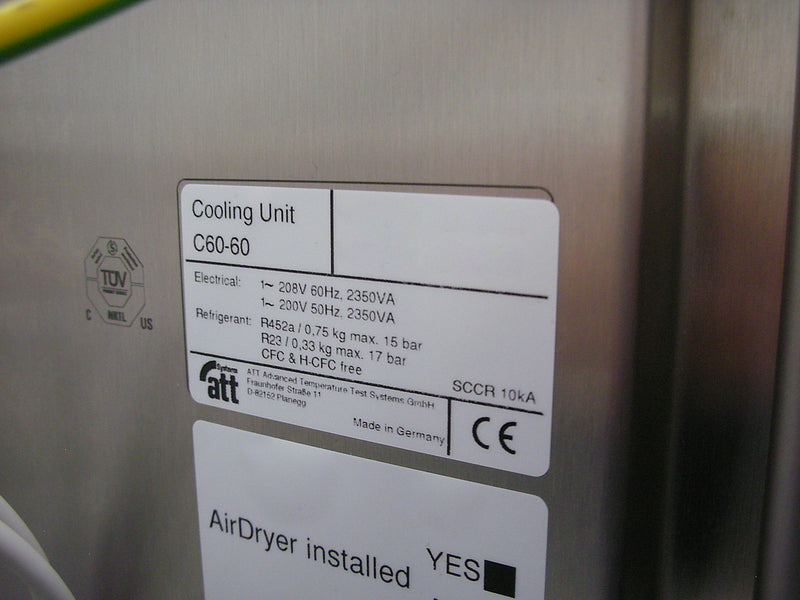 Cooling Unit
C60-60
Electrical: 1~ 208V 60Hz, 2350VA
1~ 200V 50Hz, 2350VA
Refrigerant: R452a / 0,75 kg max. 15 bar
R23 / 0,33 kg max. 17 bar
CFC & H-CFC free
SCCR 10kA
Systems
att
ATT Advanced Temperature Test Systems GmbH
Fraunhofer Straße 11
D-82152 Planegg
Made in Germany
CE
TÜV
C NRTL US
AirDryer installed YES